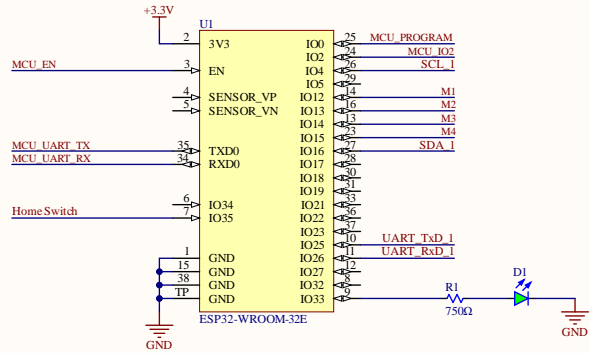 +3.3V
U1
2 3V3 IO0 25 MCU_PROGRAM
IO2 24 MCU_IO2
MCU_EN 3 EN IO4 26 SCL_1
IO5 29
4 SENSOR_VP IO12 14 M1
5 SENSOR_VN IO13 16 M2
IO14 13 M3
IO15 23 M4
MCU_UART_TX 35 TXD0 IO16 27 SDA_1
MCU_UART_RX 34 RXD0 IO17 28
IO18 30
IO19 31
6 IO34 IO21 33
Home Switch 7 IO35 IO22 36
IO23 37
IO25 10 UART_TxD_1
1 GND IO26 11 UART_RxD_1
15 GND IO27 12
38 GND IO32 8
TP GND IO33 9 R1 D1
750Ω
ESP32-WROOM-32E
GND
GND